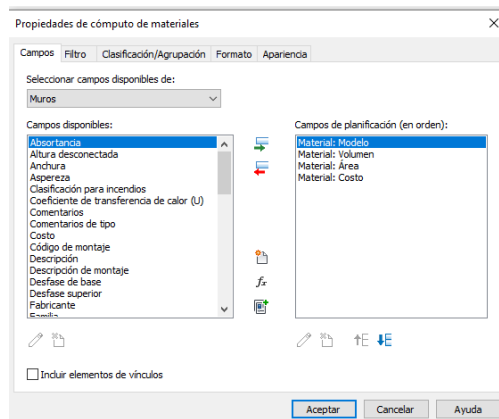 Propiedades de cómputo de materiales
Campos Filtro Clasificación/Agrupación Formato Apariencia
Seleccionar campos disponibles de:
Muros
Campos disponibles:
Absortancia
Altura desconectada
Anchura
Aspereza
Clasificación para incendios
Coeficiente de transferencia de calor (U)
Comentarios
Comentarios de tipo
Costo
Código de montaje
Descripción
Descripción de montaje
Desfase de base
Desfase superior
Fabricante
Familia
Campos de planificación (en orden):
Material: Modelo
Material: Volumen
Material: Área
Material: Costo
fx
Incluir elementos de vínculos
Aceptar Cancelar Ayuda